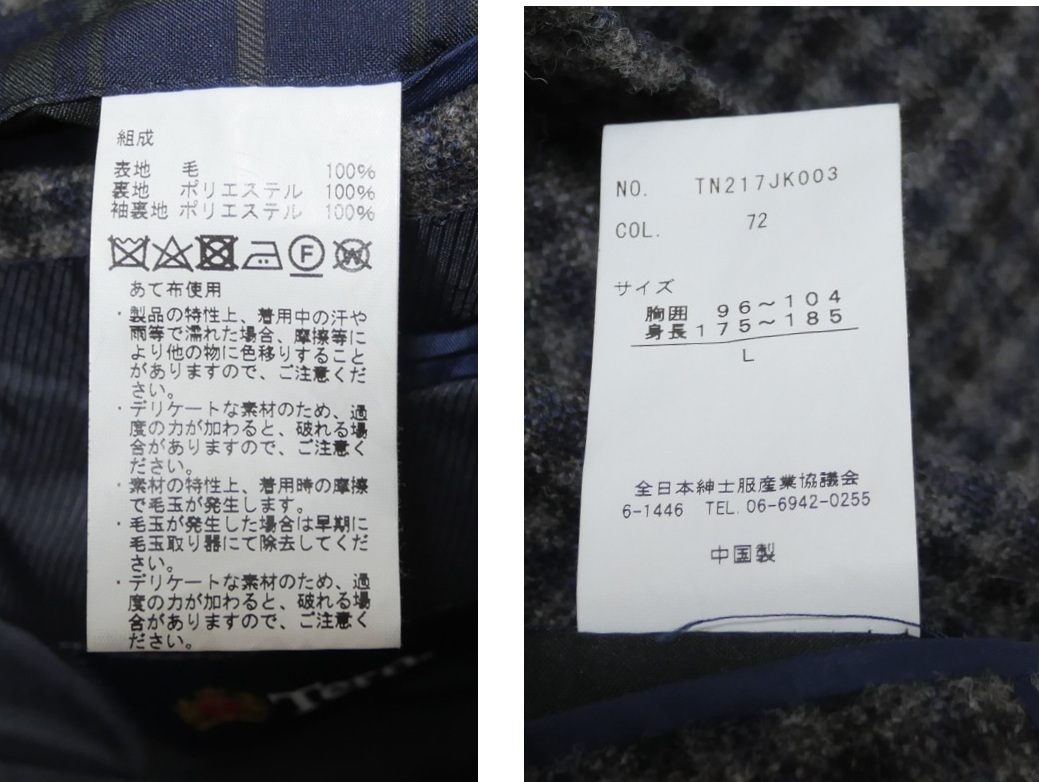 組成
表地 毛 100%
裏地 ポリエステル 100%
袖裏地 ポリエステル 100%
F W
あて布使用
・製品の特性上、着用中の汗や
雨等で濡れた場合、摩擦等に
より他の物に色移りすること
がありますので、ご注意くだ
さい。
・デリケートな素材のため、過
度の力が加わると、破れる場
合がありますので、ご注意く
ださい。
・素材の特性上、着用時の摩擦
で毛玉が発生します。
・毛玉が発生した場合は早期に
毛玉取り器にて除去してくだ
さい。
・デリケートな素材のため、過
度の力が加わると、破れる場
合がありますので、ご注意く
ださい。
NO. TN217JK003
COL. 72
サイズ
胸囲 96~104
身長175~185
L
全日本紳士服産業協議会
6-1446 TEL.06-6942-0255
中国製